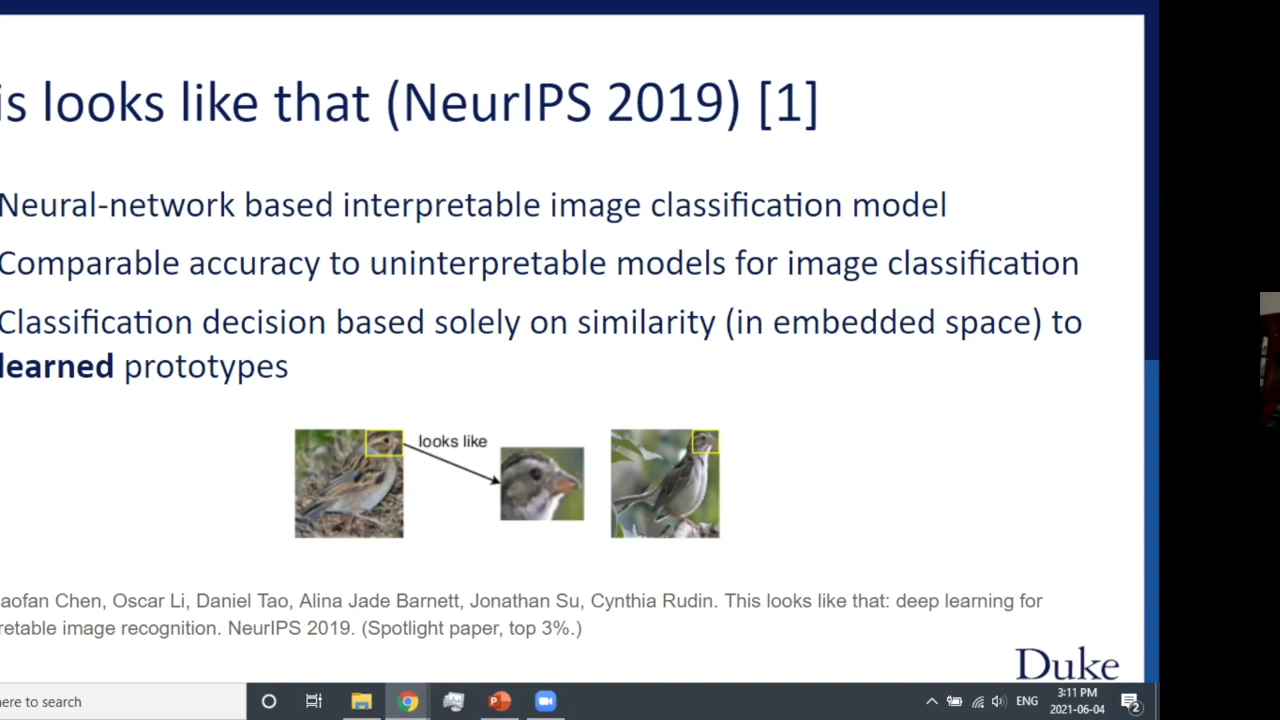 is looks like that (NeurIPS 2019) [1]
Neural-network based interpretable image classification model
Comparable accuracy to uninterpretable models for image classification
Classification decision based solely on similarity (in embedded space) to
learned prototypes
looks like
aofan Chen, Oscar Li, Daniel Tao, Alina Jade Barnett, Jonathan Su, Cynthia Rudin. This looks like that: deep learning for
retable image recognition. NeurIPS 2019. (Spotlight paper, top 3%.)
Duke
ere to search
ENG
3:11 PM
2021-06-04
2